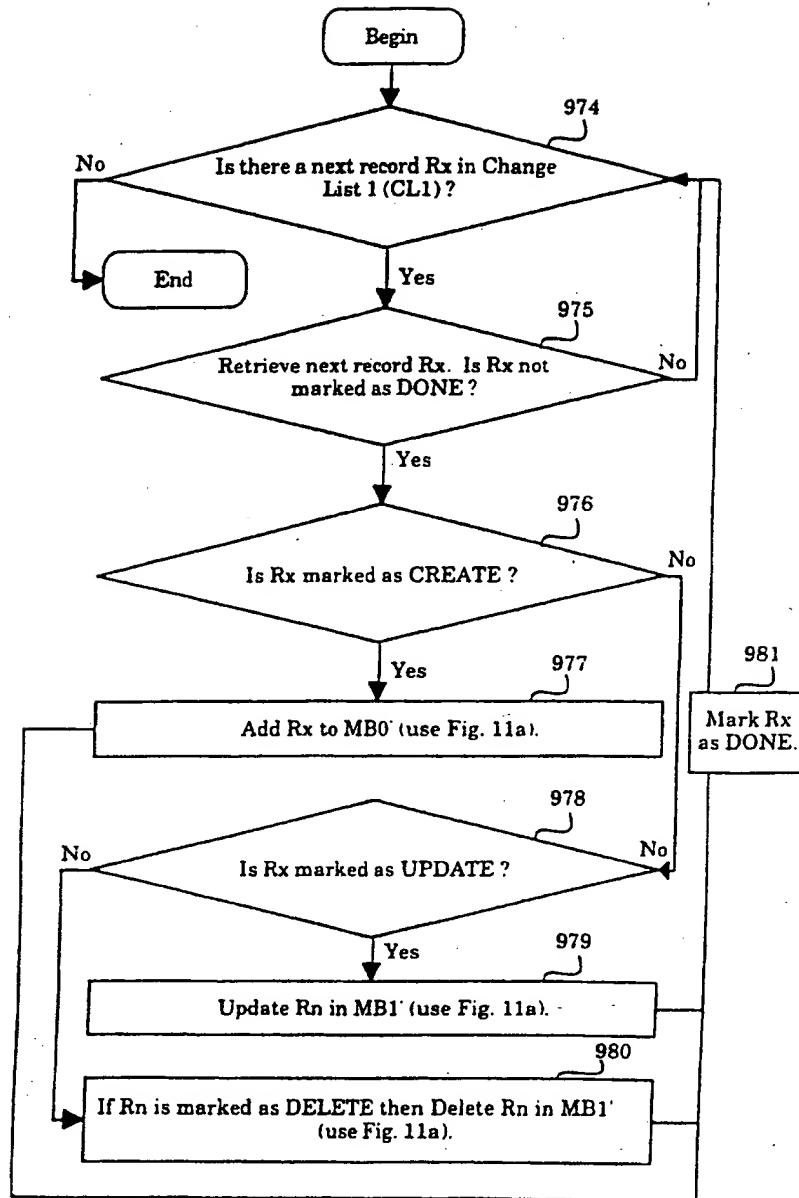 Begin
974
No
Is there a next record Rx in Change
List 1 (CL1) ?
End
Yes
975
Retrieve next record Rx. Is Rx not
marked as DONE ?
No
Yes
976
Is Rx marked as CREATE ?
No
Yes
977
981
Add Rx to MB0' (use Fig. 11a).
Mark Rx
as DONE.
978
No
Is Rx marked as UPDATE ?
No
Yes
979
Update Rn in MB1' (use Fig. 11a).
980
If Rn is marked as DELETE then Delete Rn in MB1'
(use Fig. 11a).